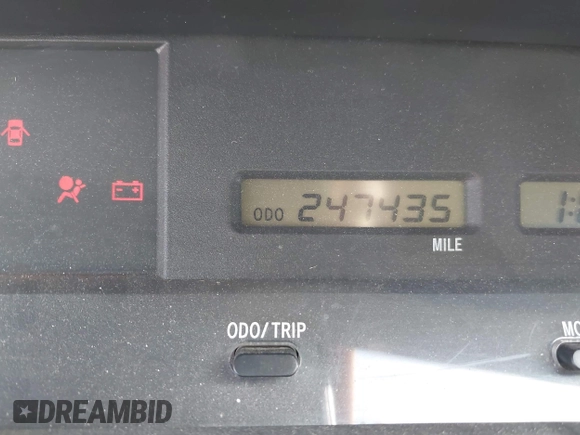 ODO 247435
MILE
ODO/TRIP
DREAMBID